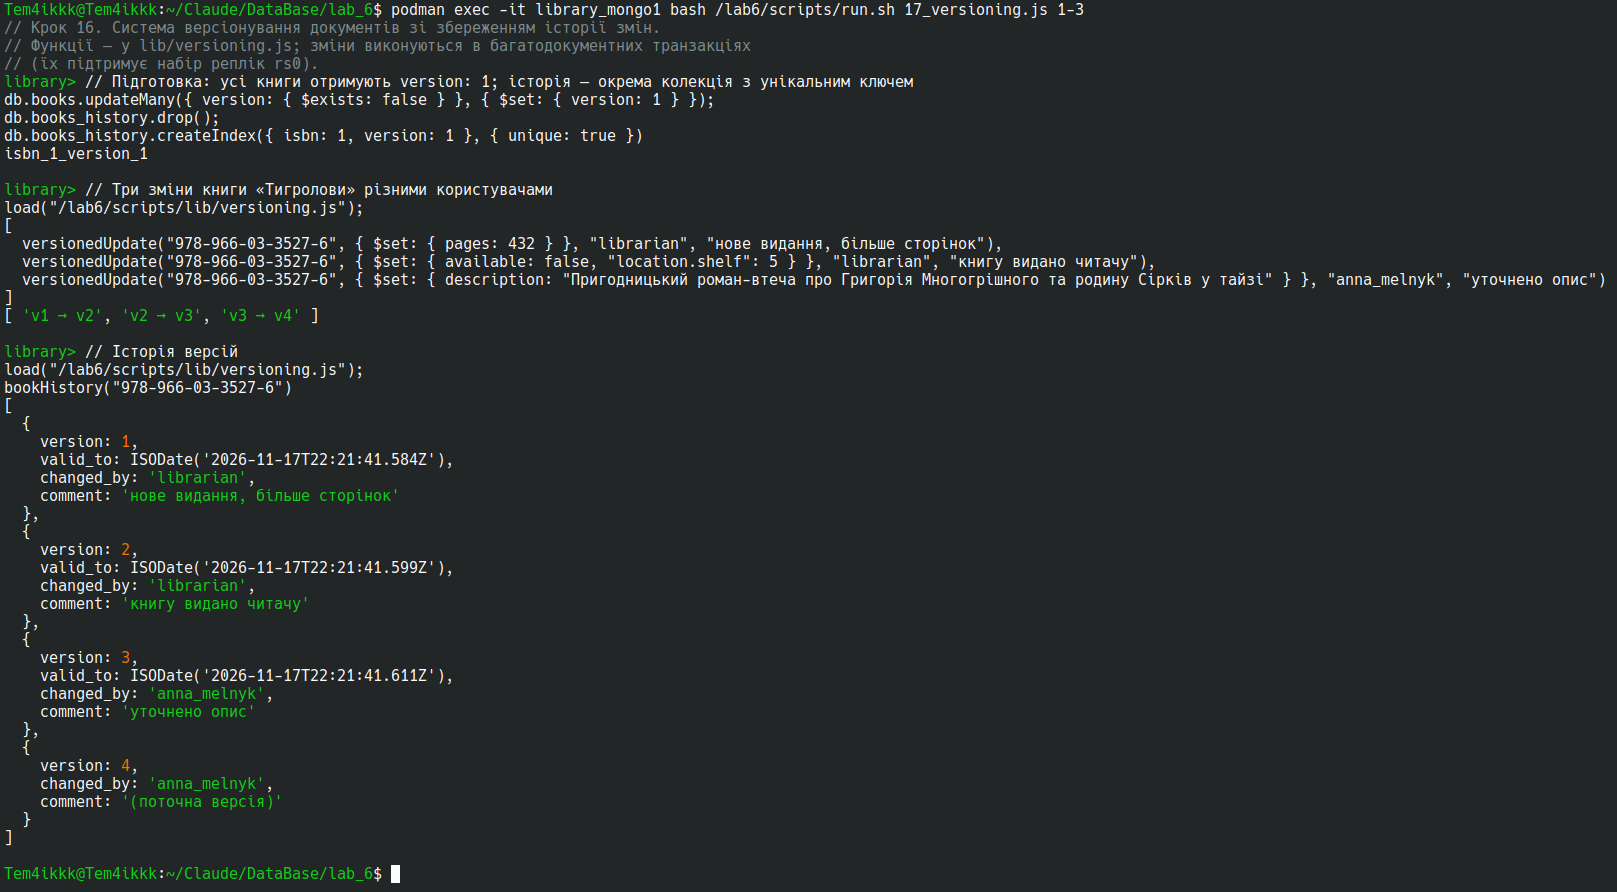 Tem4ikkk@Tem4ikkk:~/Claude/DataBase/lab_6$ podman exec -it library_mongo1 bash /lab6/scripts/run.sh 17_versioning.js 1-3
// Крок 16. Система версіонування документів зі збереженням історії змін.
// Функції — у lib/versioning.js; зміни виконуються в багатодокументних транзакціях
// (їх підтримує набір реплік rs0).
library> // Підготовка: усі книги отримують version: 1; історія — окрема колекція з унікальним ключем
db.books.updateMany({ version: { $exists: false } }, { $set: { version: 1 } });
db.books_history.drop();
db.books_history.createIndex({ isbn: 1, version: 1 }, { unique: true })
isbn_1_version_1

library> // Три зміни книги «Тигролови» різними користувачами
load("/lab6/scripts/lib/versioning.js");
[
  versionedUpdate("978-966-03-3527-6", { $set: { pages: 432 } }, "librarian", "нове видання, більше сторінок"),
  versionedUpdate("978-966-03-3527-6", { $set: { available: false, "location.shelf": 5 } }, "librarian", "книгу видано читачу"),
  versionedUpdate("978-966-03-3527-6", { $set: { description: "Пригодницький роман-втеча про Григорія Многогрішного та родину Сірків у тайзі" } }, "anna_melnyk", "уточнено опис")
]
[ 'v1 → v2', 'v2 → v3', 'v3 → v4' ]

library> // Історія версій
load("/lab6/scripts/lib/versioning.js");
bookHistory("978-966-03-3527-6")
[
  {
    version: 1,
    valid_to: ISODate('2026-11-17T22:21:41.584Z'),
    changed_by: 'librarian',
    comment: 'нове видання, більше сторінок'
  },
  {
    version: 2,
    valid_to: ISODate('2026-11-17T22:21:41.599Z'),
    changed_by: 'librarian',
    comment: 'книгу видано читачу'
  },
  {
    version: 3,
    valid_to: ISODate('2026-11-17T22:21:41.611Z'),
    changed_by: 'anna_melnyk',
    comment: 'уточнено опис'
  },
  {
    version: 4,
    changed_by: 'anna_melnyk',
    comment: '(поточна версія)'
  }
]

Tem4ikkk@Tem4ikkk:~/Claude/DataBase/lab_6$